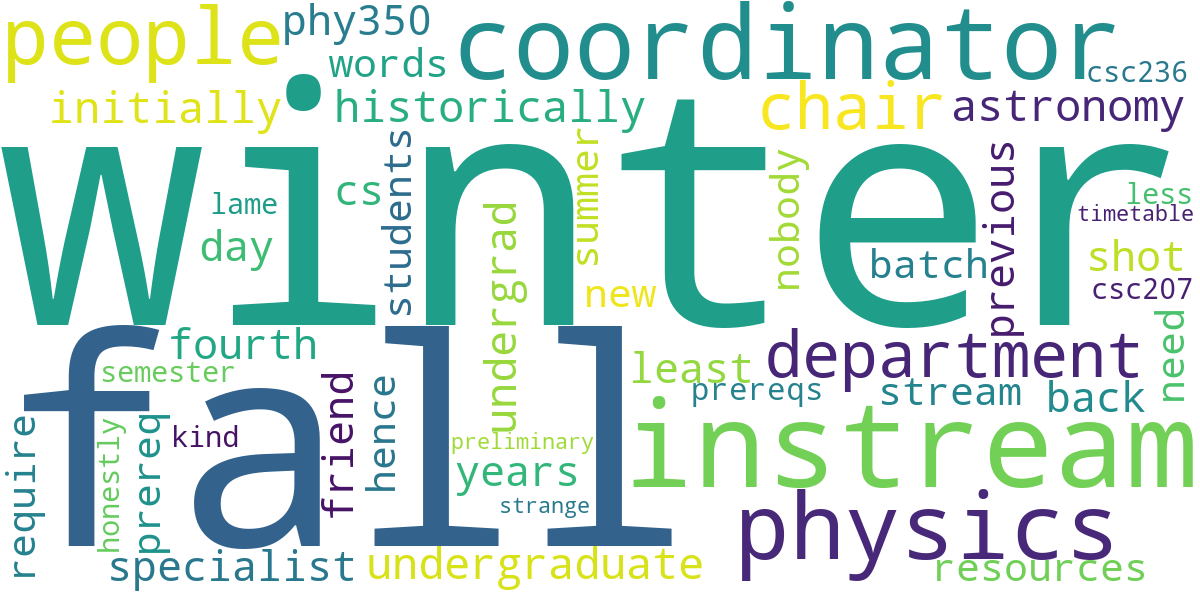 people
phy350
coordinator
words
csc236
initially
historically
chair
astronomy
winter
students
summer
nobody
previous
less
lame
cs
timetable
day
undergrad
batch
shot
new
csc207
fall
fourth
least
department
need
semester
prereqs
stream
back
require
honestly
prereq
kind
friend
hence
preliminary
instream
years
strange
physics
specialist
undergraduate
resources